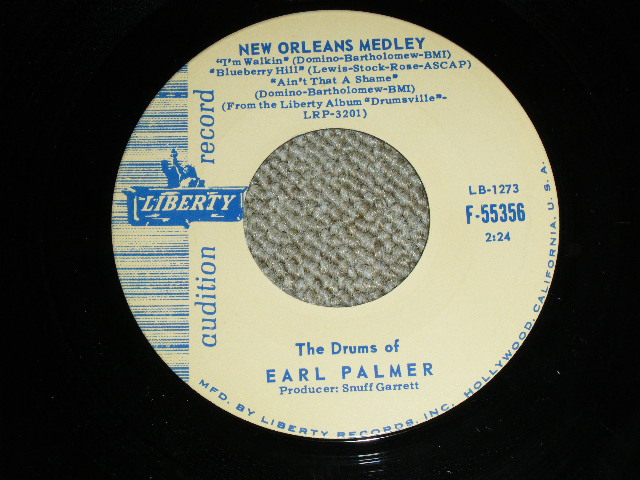 NEW ORLEANS MEDLEY
"I'm Walkin" (Domino-Bartholomew-BMI)
"Blueberry Hill" (Lewis-Stock-Rose-ASCAP)
"Ain't That A Shame"
(Domino-Bartholomew-BMI)
(From the Liberty Album "Drumsville"-
LRP-3201)
audition record
LIBERTY
LB-1273
F-55356
2:24
The Drums of
EARL PALMER
Producer: Snuff Garrett
MFD. BY LIBERTY RECORDS, INC. HOLLYWOOD, CALIFORNIA, U.S.A.